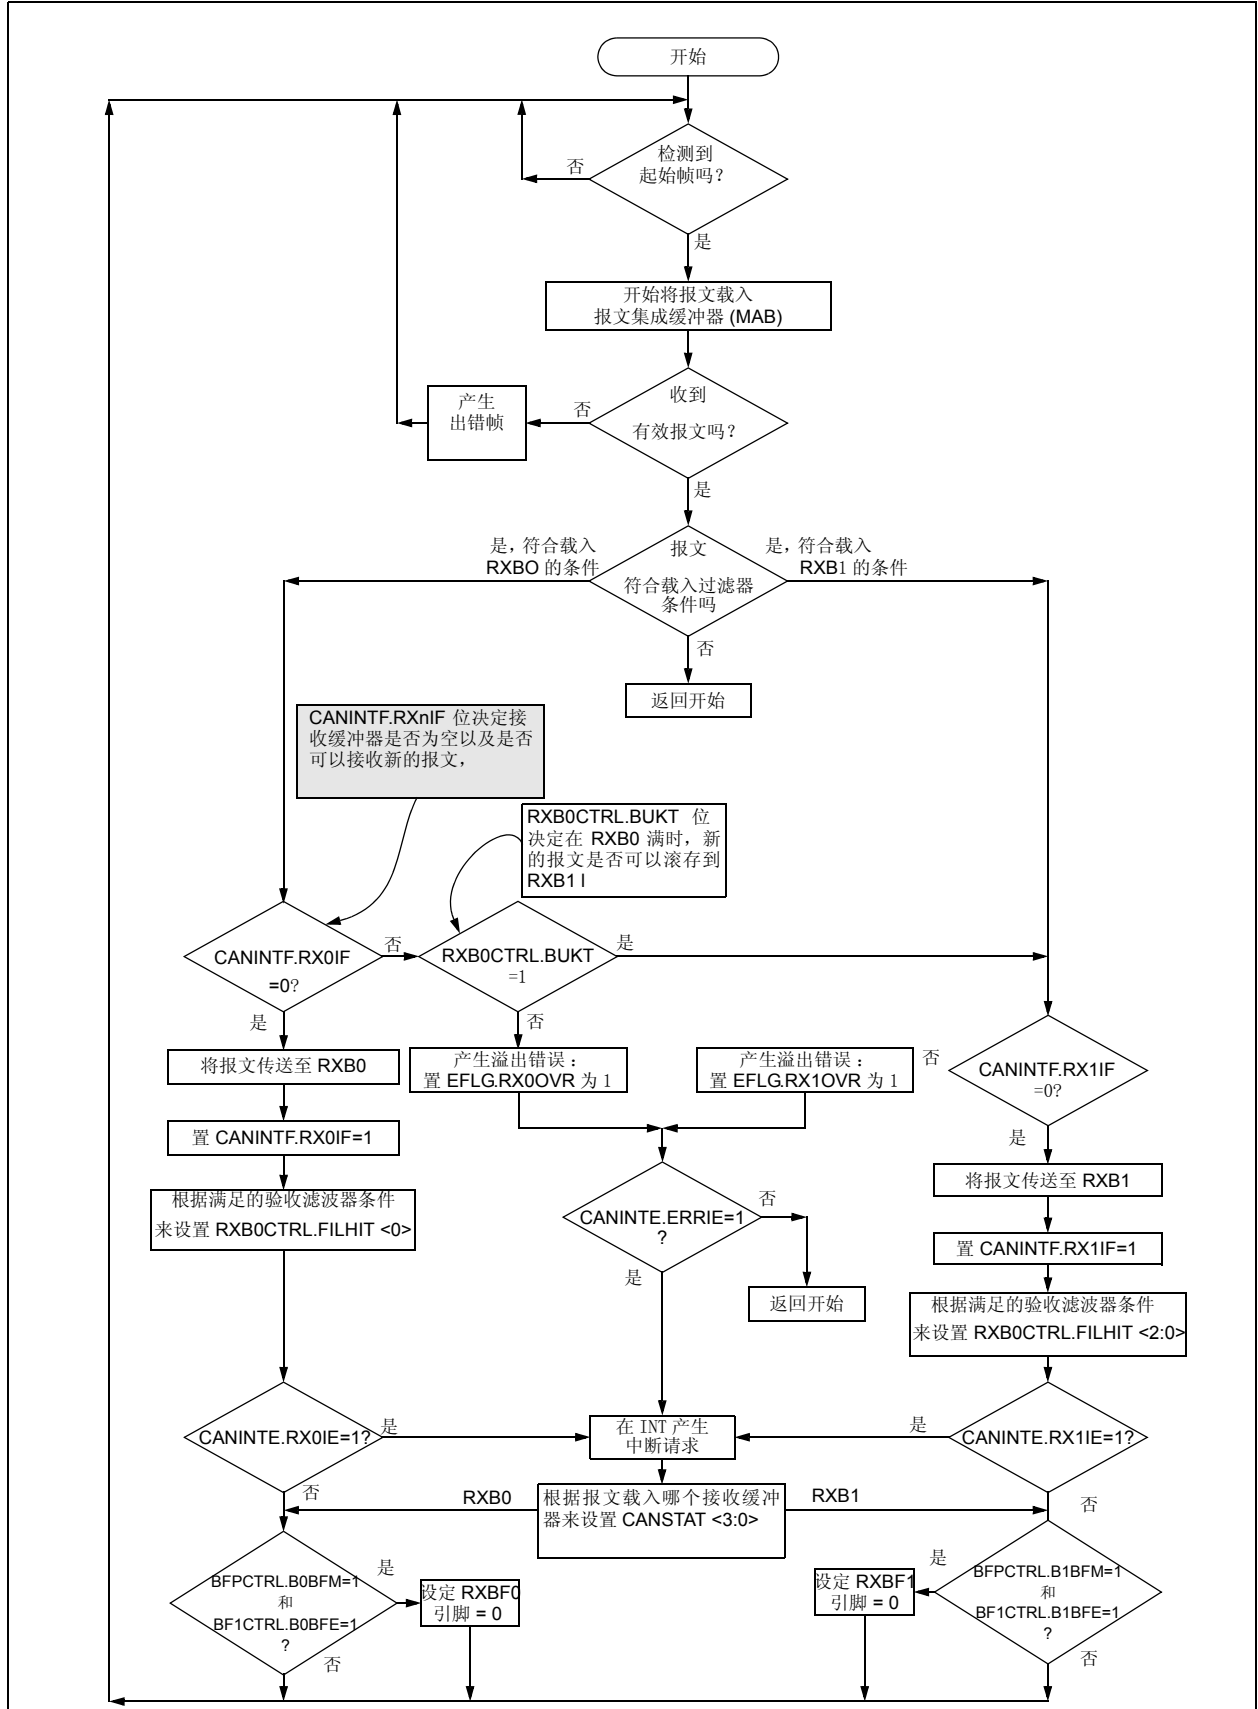 开始
检测到
起始帧吗？
否
是
开始将报文载入
报文集成缓冲器 (MAB)
收到
有效报文吗？
否
产生
出错帧
是
是，符合载入
RXBO 的条件
报文
符合载入过滤器
条件吗
是，符合载入
RXB1 的条件
否
返回开始
CANINTF.RXnIF 位决定接
收缓冲器是否为空以及是否
可以接收新的报文，
RXB0CTRL.BUKT 位
决定在 RXB0 满时，新
的报文是否可以滚存到
RXB1 l
CANINTF.RX0IF
=0?
否
RXB0CTRL.BUKT
=1
是
是
否
将报文传送至 RXB0
产生溢出错误：
置 EFLG.RX0OVR 为 1
产生溢出错误：
置 EFLG.RX1OVR 为 1
否
CANINTF.RX1IF
=0?
置 CANINTF.RX0IF=1
是
将报文传送至 RXB1
根据满足的验收滤波器条件
来设置 RXB0CTRL.FILHIT <0>
CANINTE.ERRIE=1
?
否
是
返回开始
置 CANINTF.RX1IF=1
根据满足的验收滤波器条件
来设置 RXB0CTRL.FILHIT <2:0>
CANINTE.RX0IE=1?
是
在 INT 产生
中断请求
是
CANINTE.RX1IE=1?
否
RXB0
根据报文载入哪个接收缓冲
器来设置 CANSTAT <3:0>
RXB1
否
BFPCTRL.B0BFM=1
和
BF1CTRL.B0BFE=1
?
是
设定 RXBF0
引脚 = 0
否
设定 RXBF1
引脚 = 0
是
BFPCTRL.B1BFM=1
和
BF1CTRL.B1BFE=1
?
否